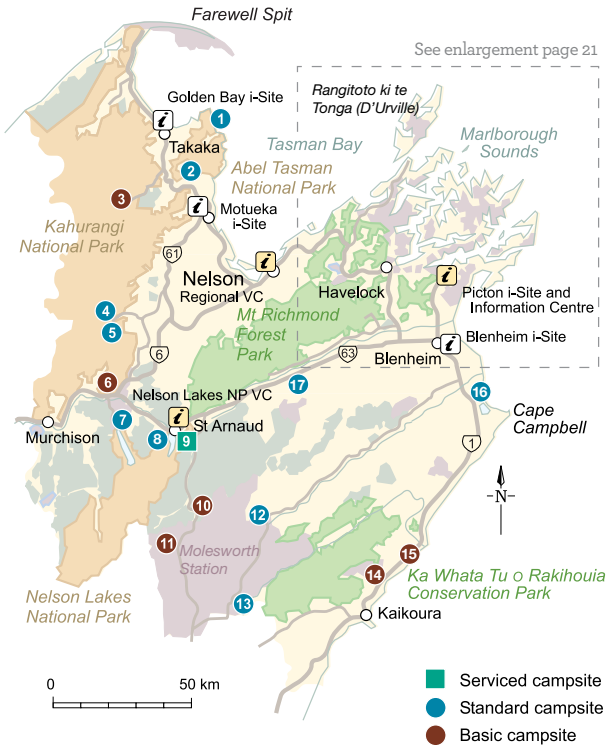 Farewell Spit
See enlargement page 21
Golden Bay i-Site
Rangitoto ki te
Tonga (D'Urville)
i
1
Takaka
Tasman Bay
Marlborough
Sounds
2
Abel Tasman
National Park
3
i
Motueka
i-Site
Kahurangi
National Park
61
i
Nelson
Regional VC
Havelock
i
Picton i-Site and
Information Centre
4
5
Mt Richmond
Forest
Park
6
63
Blenheim
i
Blenheim i-Site
6
Nelson Lakes NP VC
17
16
7
i
St Arnaud
Cape
Campbell
Murchison
8
9
1
N
10
12
11
Molesworth
Station
15
14
Ka Whata Tu o Rakihouia
Conservation Park
Nelson Lakes
National Park
13
Kaikoura
0 50 km
Serviced campsite
Standard campsite
Basic campsite